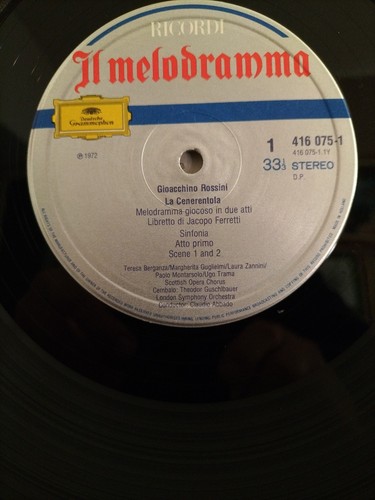 RICORDI
Il melodramma
Deutsche
Grammophon
℗ 1972
1
416 075-1
416 075-1 1Y
33⅓ STEREO
D.P.
Gioacchino Rossini
La Cenerentola
Melodramma giocoso in due atti
Libretto di Jacopo Ferretti
Sinfonia
Atto primo
Scene 1 and 2
Teresa Berganza/Margherita Guglielmi/Laura Zannini/
Paolo Montarsolo/Ugo Trama
Scottish Opera Chorus
Cembalo: Theodor Guschlbauer
London Symphony Orchestra
Conductor: Claudio Abbado